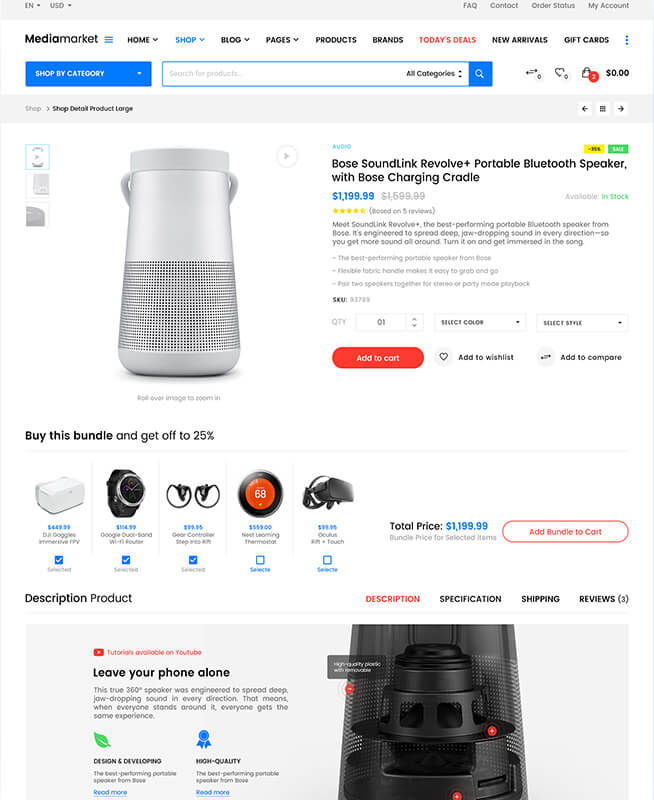 EN USD FAQ Contact Order Status My Account
Mediamarket HOME SHOP BLOG PAGES PRODUCTS BRANDS TODAY'S DEALS NEW ARRIVALS GIFT CARDS
SHOP BY CATEGORY Search for products... All Categories 0 0 2 $0.00
Shop > Shop Detail Product Large
AUDIO -35% SALE
Bose SoundLink Revolve+ Portable Bluetooth Speaker,
with Bose Charging Cradle
$1,199.99 $1,599.99 Available: In Stock
(Based on 5 reviews)
Meet SoundLink Revolve+, the best-performing portable Bluetooth speaker from
Bose. It's engineered to spread deep, jaw-dropping sound in every direction—so
you get more sound all around. Turn it on and get immersed in the song.
– The best-performing portable speaker from Bose
– Flexible fabric handle makes it easy to grab and go
– Pair two speakers together for stereo or party mode playback
SKU: 93789
QTY 01 SELECT COLOR SELECT STYLE
Add to cart Add to wishlist Add to compare
Roll over image to zoom in
Buy this bundle and get off to 25%
68
$449.99 $114.99 $99.95 $559.00 $99.95
DJI Goggles Google Dual-Band Gear Controller Nest Learning Oculus
Immersive FPV Wi-Fi Router Step into Rift Thermostat Rift + Touch
Selected Selected Selected Selecte Selecte
Total Price: $1,199.99
Bundle Price for Selected Items
Add Bundle to Cart
Description Product DESCRIPTION SPECIFICATION SHIPPING REVIEWS (3)
Tutorials available on Youtube
High-quality plastic
with removable
Leave your phone alone
This true 360° speaker was engineered to spread deep,
jaw-dropping sound in every direction. That means,
when everyone stands around it, everyone gets the
same experience.
DESIGN & DEVELOPING HIGH-QUALITY
The best-performing portable The best-performing portable
speaker from Bose speaker from Bose
Read more Read more